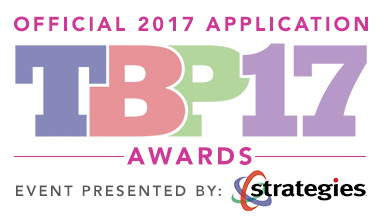 OFFICIAL 2017 APPLICATION
TBP17
AWARDS
EVENT PRESENTED BY: strategies